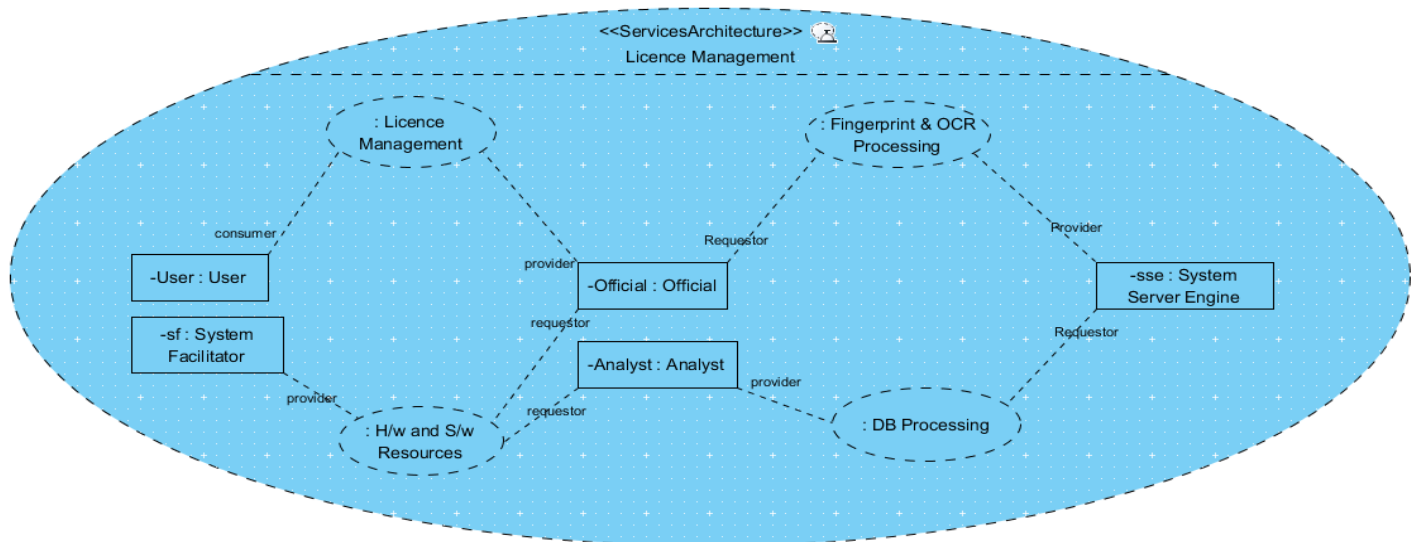 <<ServicesArchitecture>>
Licence Management
: Licence
Management
: Fingerprint & OCR
Processing
consumer
Requestor
Provider
provider
-User : User
-Official : Official
-sse : System
Server Engine
requestor
Requestor
-sf : System
Facilitator
-Analyst : Analyst
provider
provider
requestor
: H/w and S/w
Resources
: DB Processing